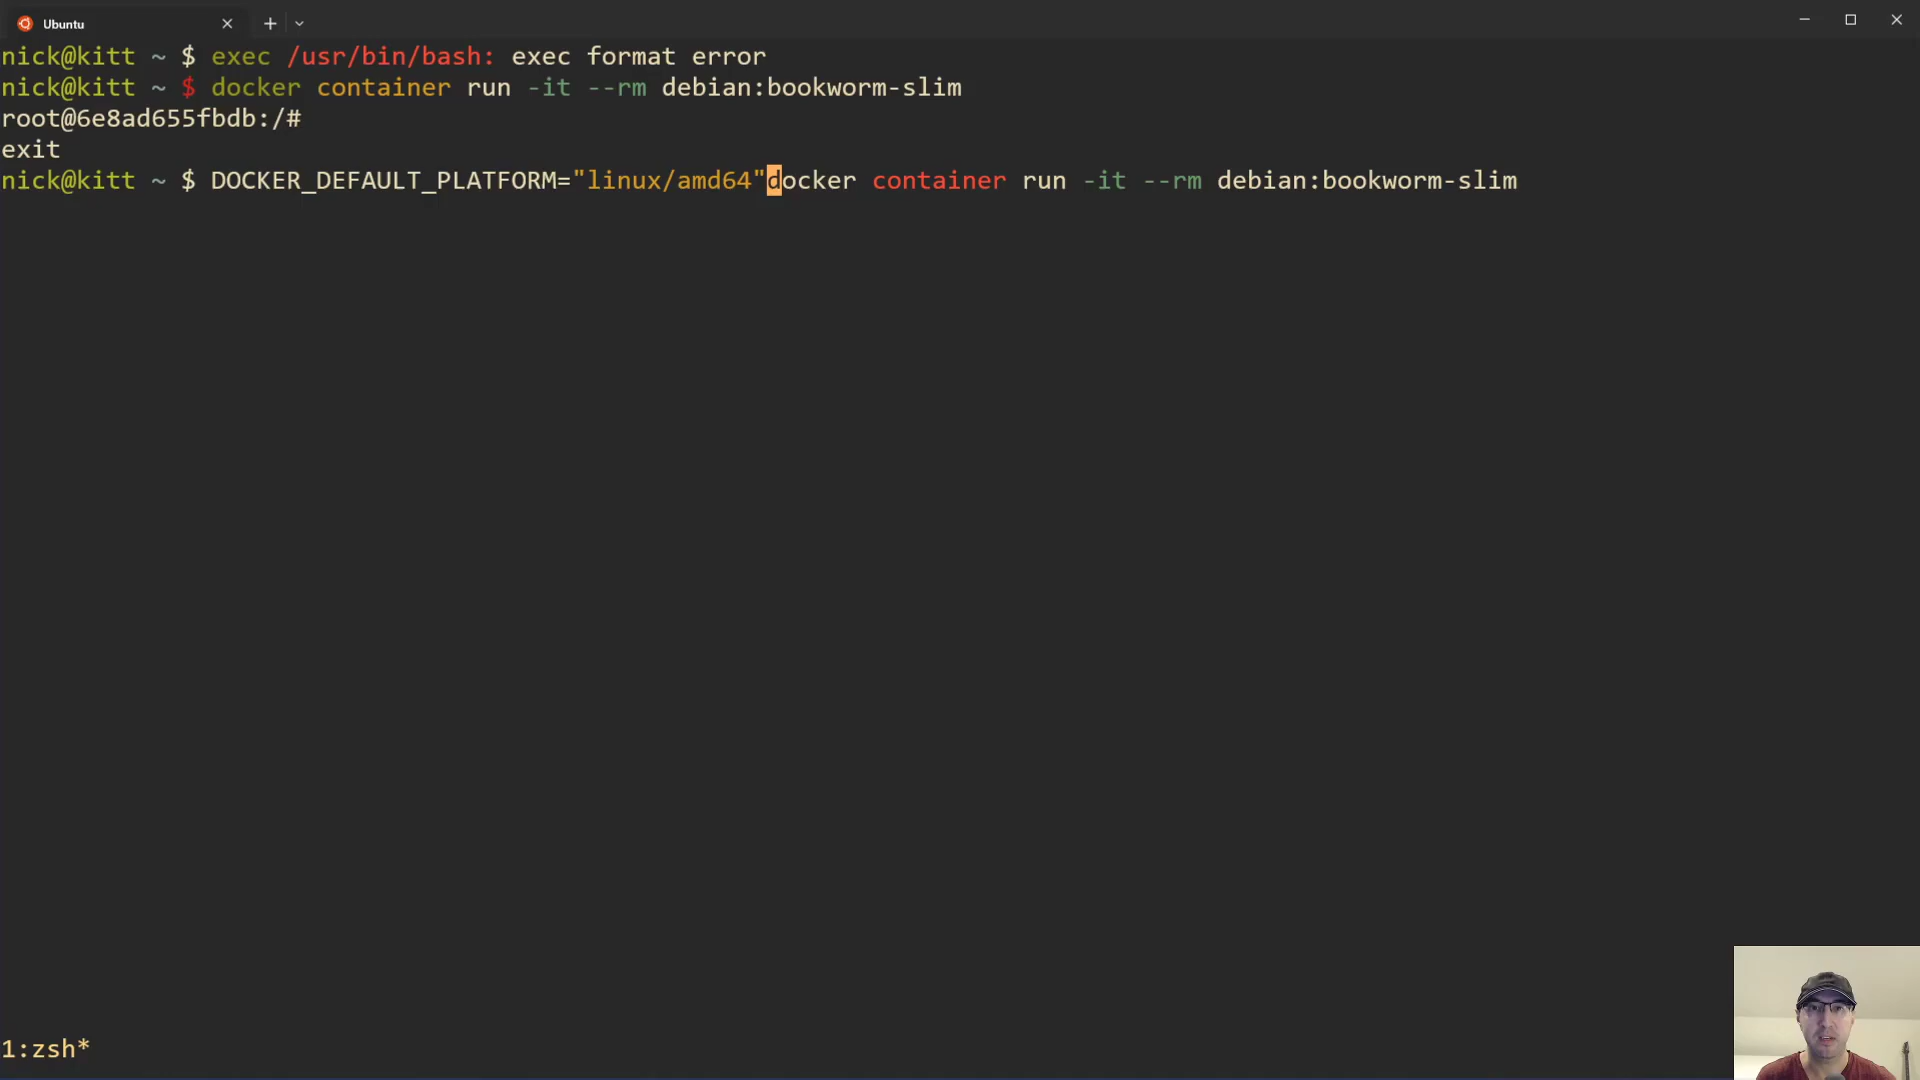 Ubuntu
nick@kitt ~ $ exec /usr/bin/bash: exec format error
nick@kitt ~ $ docker container run -it --rm debian:bookworm-slim
root@6e8ad655fbdb:/#
exit
nick@kitt ~ $ DOCKER_DEFAULT_PLATFORM="linux/amd64"docker container run -it --rm debian:bookworm-slim
1:zsh*